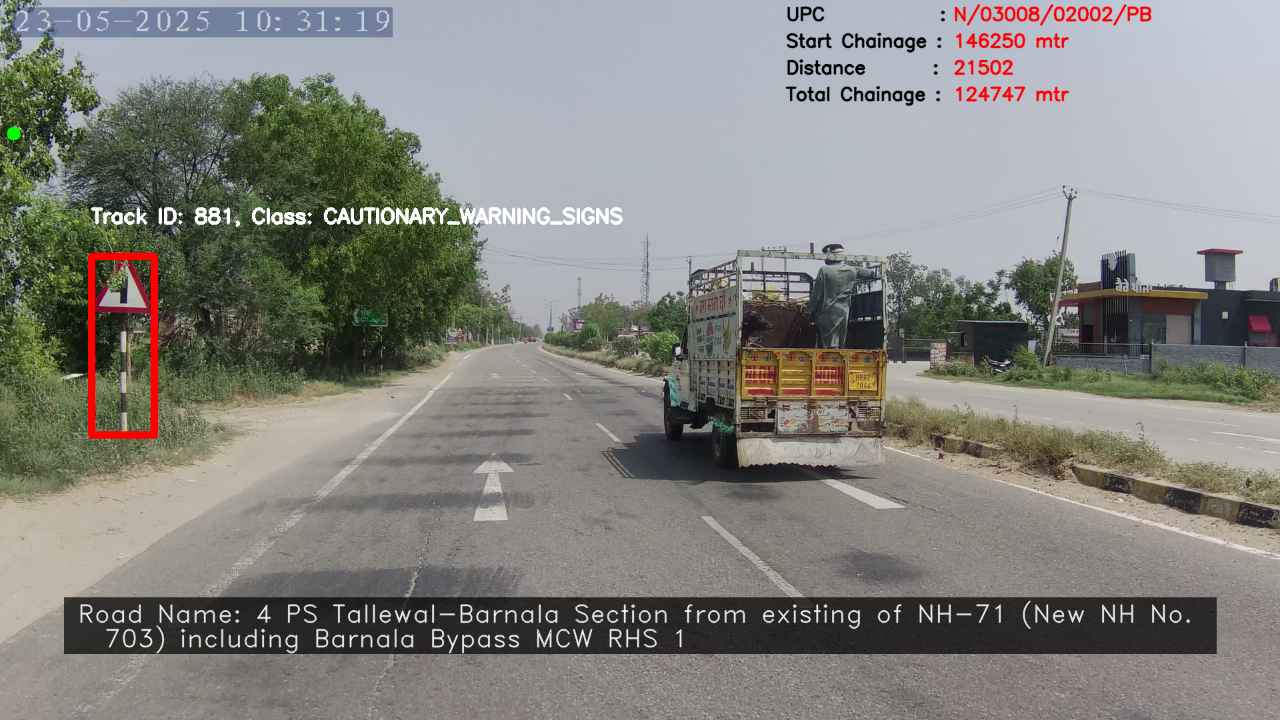 23-05-2025 10:31:19
UPC : N/03008/02002/PB
Start Chainage : 146250 mtr
Distance : 21502
Total Chainage : 124747 mtr
Track ID: 881, Class: CAUTIONARY_WARNING_SIGNS
Road Name: 4 PS Tallewal-Barnala Section from existing of NH-71 (New NH No.
703) including Barnala Bypass MCW RHS 1